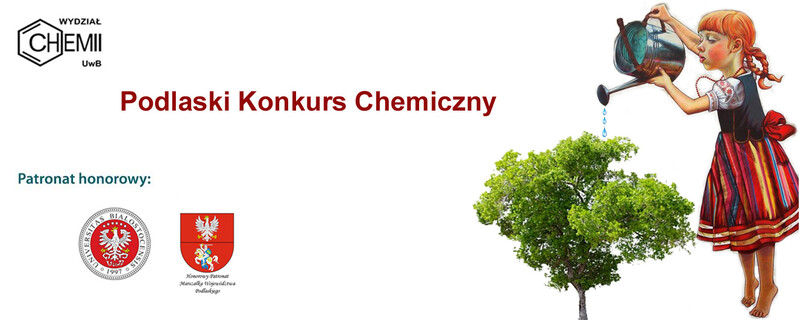 WYDZIAŁ
CHEMII
UwB
Podlaski Konkurs Chemiczny
Patronat honorowy:
UNIVERSITAS BIALOSTOCENSIS
1997
Honorowy Patronat
Marszałka Województwa
Podlaskiego